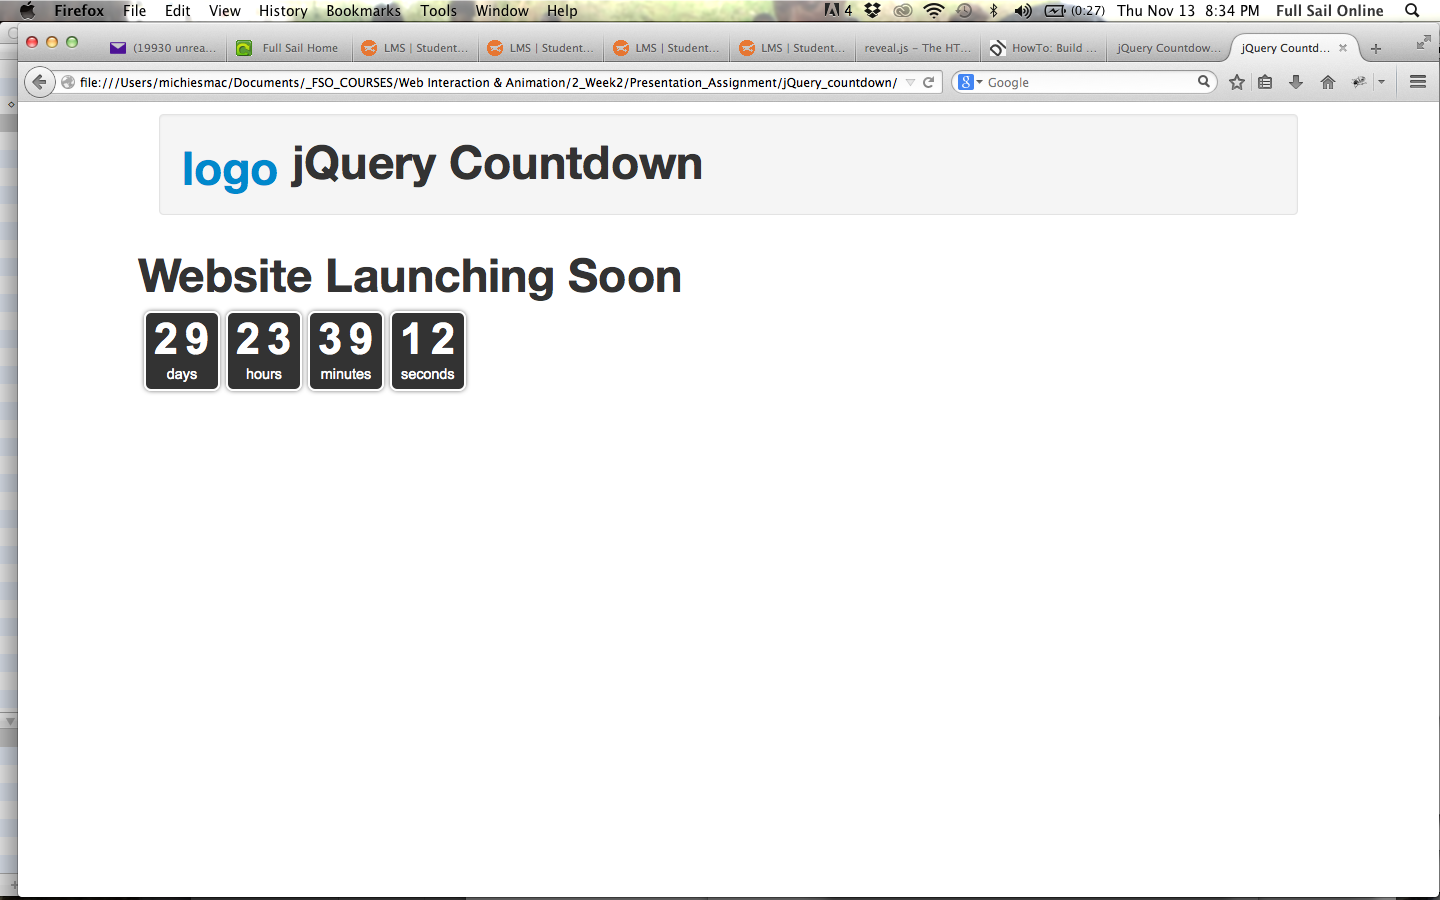 Firefox File Edit View History Bookmarks Tools Window Help 4 (0:27) Thu Nov 13 8:34 PM Full Sail Online
(19930 unrea... Full Sail Home LMS | Student... LMS | Student... LMS | Student... LMS | Student... reveal.js – The HT... HowTo: Build ... jQuery Countdow... jQuery Countd...
file:///Users/michiesmac/Documents/_FSO_COURSES/Web Interaction & Animation/2_Week2/Presentation_Assignment/jQuery_countdown/ Google
logo jQuery Countdown
Website Launching Soon
29 23 39 12
days hours minutes seconds